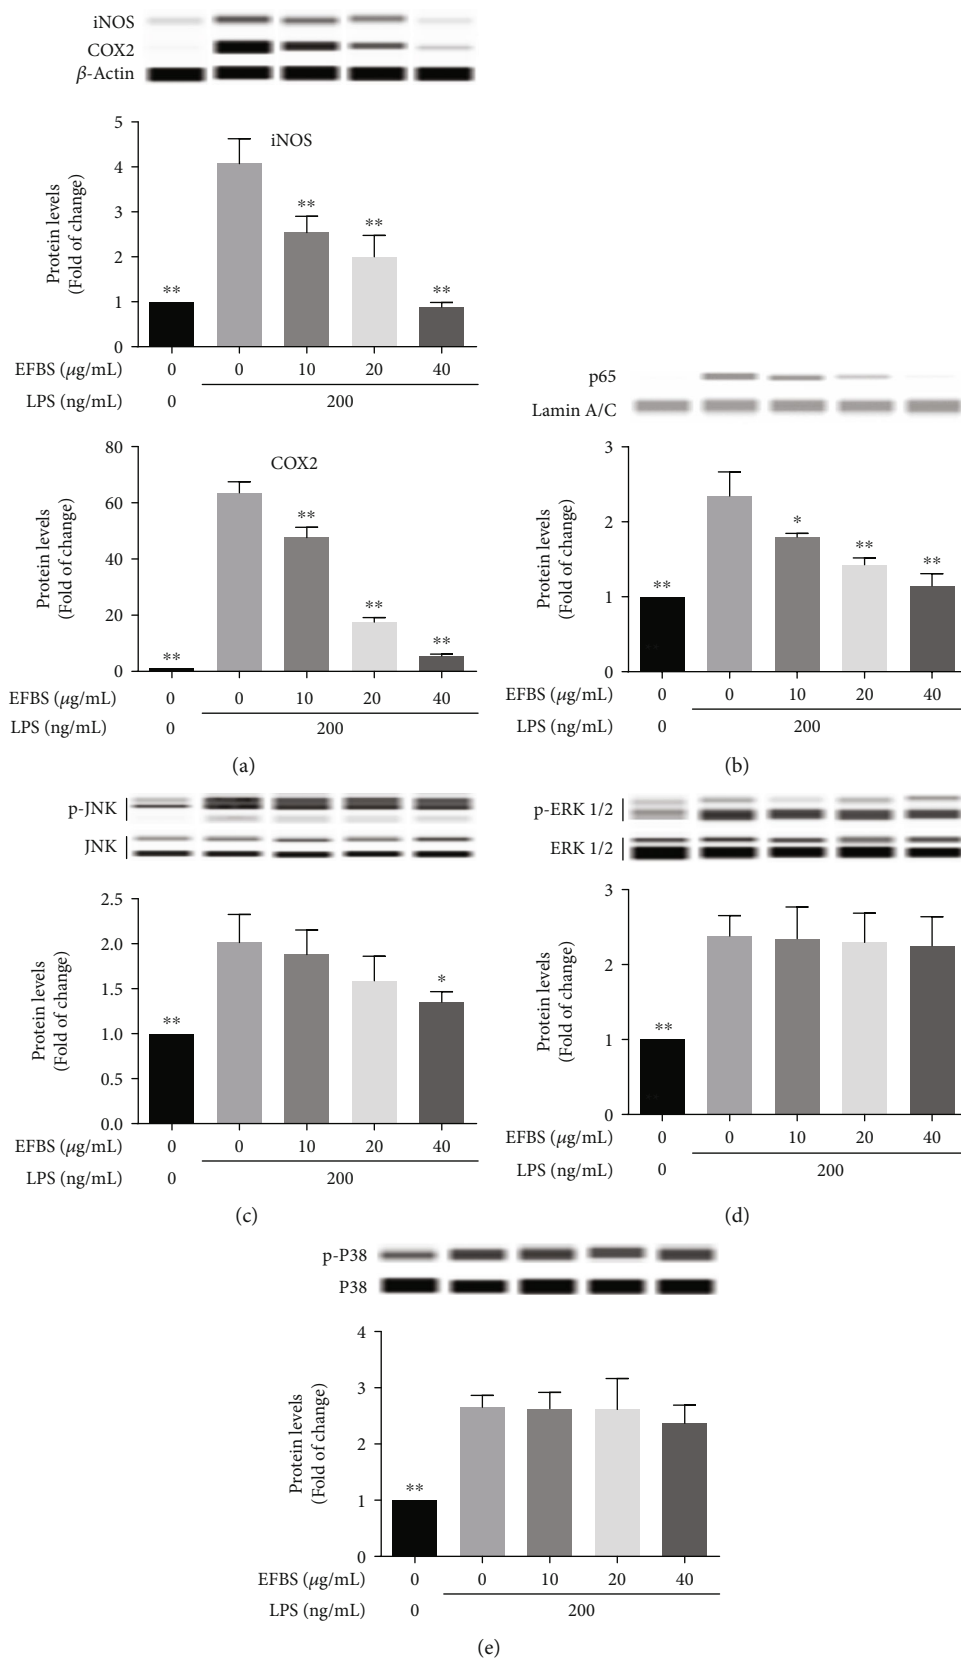 iNOS
COX2
β-Actin
5
4
3
2
1
0
Protein levels
(Fold of change)
iNOS
** ** ** **
EFBS (μg/mL) 0 0 10 20 40
LPS (ng/mL) 0 200
80
60
40
20
0
Protein levels
(Fold of change)
COX2
** ** ** **
EFBS (μg/mL) 0 0 10 20 40
LPS (ng/mL) 0 200
(a)
p65
Lamin A/C
3
2
1
0
Protein levels
(Fold of change)
** * ** **
**
EFBS (μg/mL) 0 0 10 20 40
LPS (ng/mL) 0 200
(b)
p-JNK
JNK
2.5
2.0
1.5
1.0
0.5
0.0
Protein levels
(Fold of change)
** *
EFBS (μg/mL) 0 0 10 20 40
LPS (ng/mL) 0 200
(c)
p-ERK 1/2
ERK 1/2
3
2
1
0
Protein levels
(Fold of change)
**
**
EFBS (μg/mL) 0 0 10 20 40
LPS (ng/mL) 0 200
(d)
p-P38
P38
4
3
2
1
0
Protein levels
(Fold of change)
**
EFBS (μg/mL) 0 0 10 20 40
LPS (ng/mL) 0 200
(e)